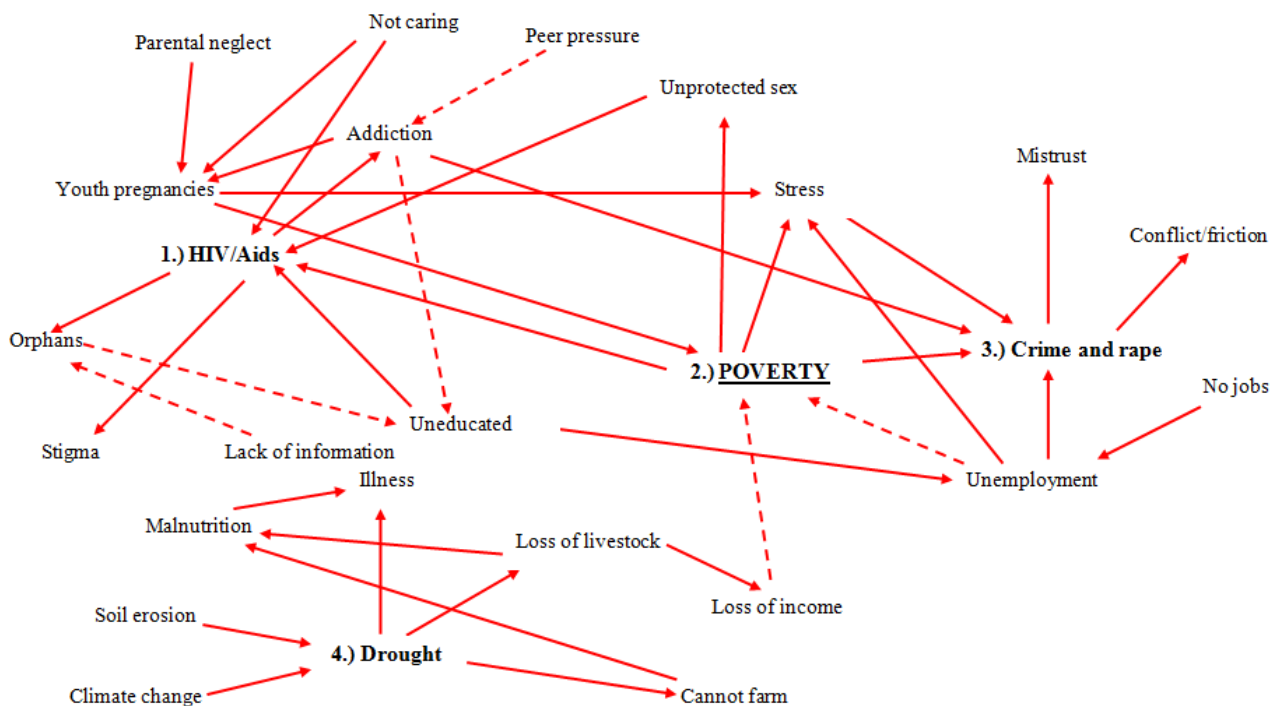 Not caring
Parental neglect
Peer pressure
Unprotected sex
Addiction
Mistrust
Youth pregnancies
Stress
Conflict/friction
1.) HIV/Aids
Orphans
3.) Crime and rape
2.) POVERTY
No jobs
Uneducated
Stigma
Lack of information
Illness
Unemployment
Malnutrition
Loss of livestock
Loss of income
Soil erosion
4.) Drought
Climate change
Cannot farm